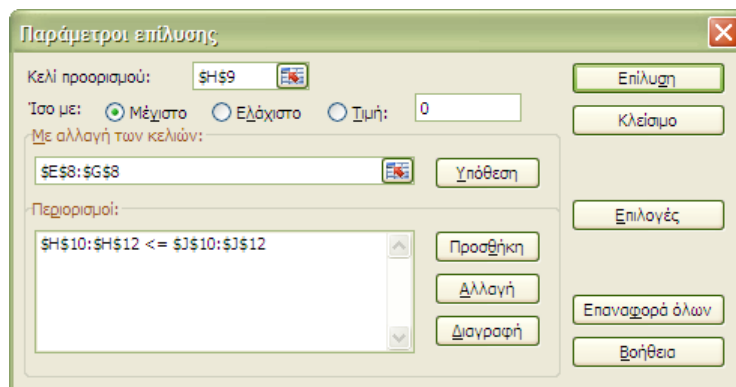 Παράμετροι επίλυσης
Κελί προορισμού: $H$9
Ίσο με: Μέγιστο Ελάχιστο Τιμή: 0
Με αλλαγή των κελιών:
$E$8:$G$8
Υπόθεση
Περιορισμοί:
$H$10:$H$12 <= $J$10:$J$12
Προσθήκη
Αλλαγή
Διαγραφή
Επίλυση
Κλείσιμο
Επιλογές
Επαναφορά όλων
Βοήθεια